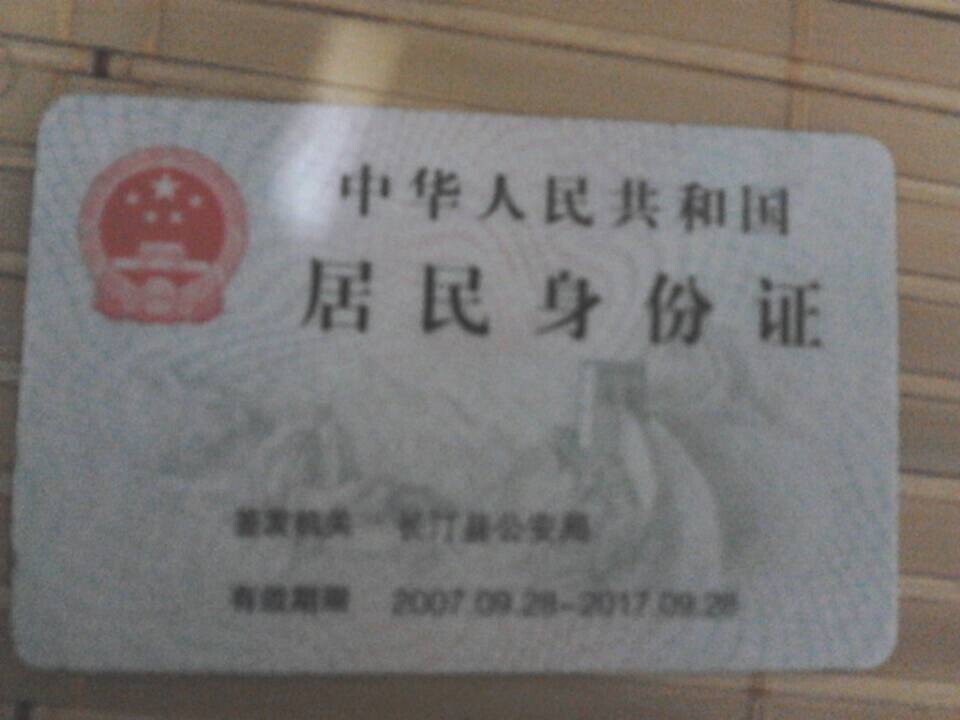 中华人民共和国
居民身份证
签发机关 长汀县公安局
有效期限 2007.09.28-2017.09.28